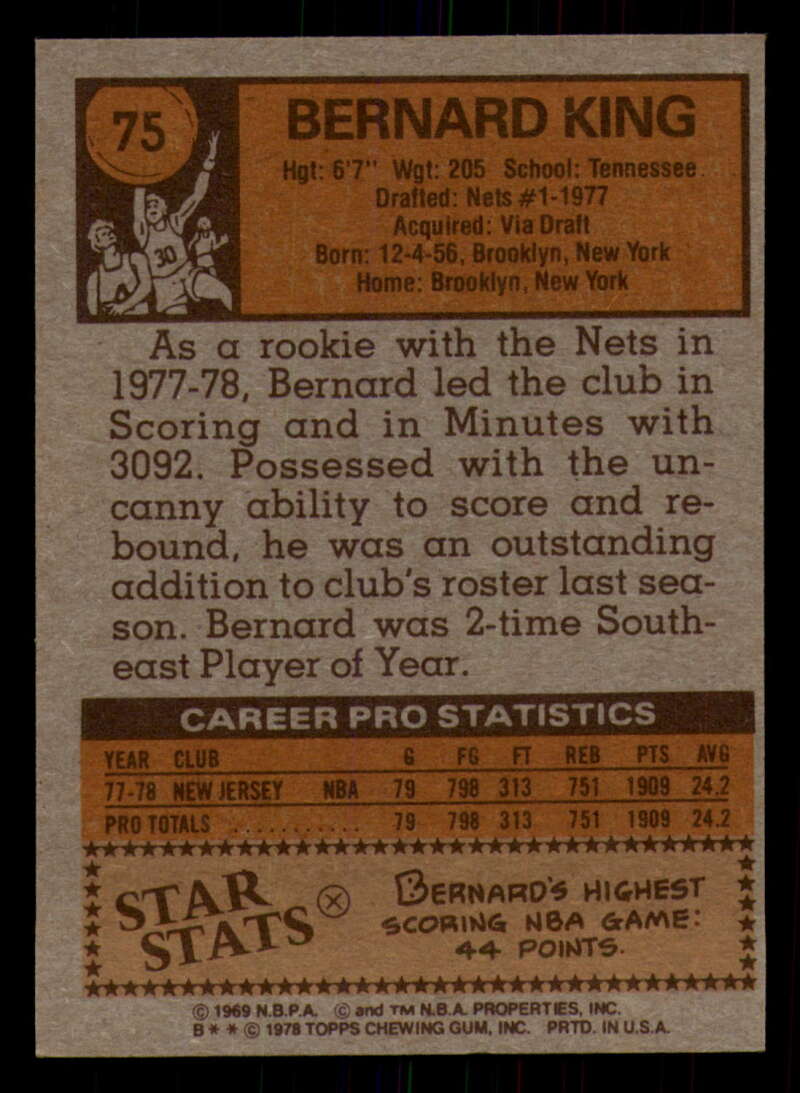 75
BERNARD KING
Hgt: 6'7" Wgt: 205 School: Tennessee
Drafted: Nets #1-1977
Acquired: Via Draft
Born: 12-4-56, Brooklyn, New York
Home: Brooklyn, New York
30
As a rookie with the Nets in
1977-78, Bernard led the club in
Scoring and in Minutes with
3092. Possessed with the un-
canny ability to score and re-
bound, he was an outstanding
addition to club's roster last sea-
son. Bernard was 2-time South-
east Player of Year.
CAREER PRO STATISTICS
YEAR CLUB G FG FT REB PTS AVG
77-78 NEW JERSEY NBA 79 798 313 751 1909 24.2
PRO TOTALS ........... 79 798 313 751 1909 24.2
STAR
STATS
BERNARD'S HIGHEST
SCORING NBA GAME:
44 POINTS.
© 1969 N.B.P.A. © and TM N.B.A. PROPERTIES, INC.
B * * © 1978 TOPPS CHEWING GUM, INC. PRTD. IN U.S.A.